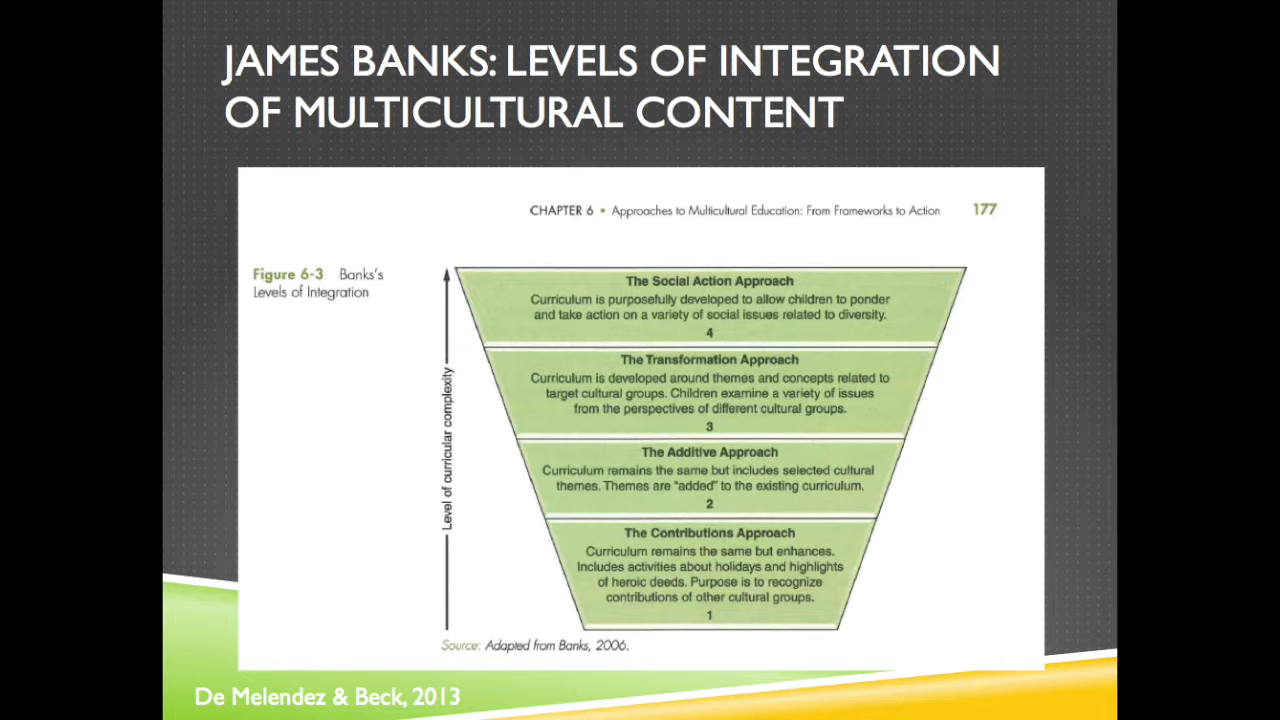 JAMES BANKS: LEVELS OF INTEGRATION
OF MULTICULTURAL CONTENT
CHAPTER 6 • Approaches to Multicultural Education: From Frameworks to Action 177
Figure 6-3 Banks's
Levels of Integration
Level of curricular complexity
The Social Action Approach
Curriculum is purposefully developed to allow children to ponder
and take action on a variety of social issues related to diversity.
4
The Transformation Approach
Curriculum is developed around themes and concepts related to
target cultural groups. Children examine a variety of issues
from the perspectives of different cultural groups.
3
The Additive Approach
Curriculum remains the same but includes selected cultural
themes. Themes are "added" to the existing curriculum.
2
The Contributions Approach
Curriculum remains the same but enhances.
Includes activities about holidays and highlights
of heroic deeds. Purpose is to recognize
contributions of other cultural groups.
1
Source: Adapted from Banks, 2006.
De Melendez & Beck, 2013